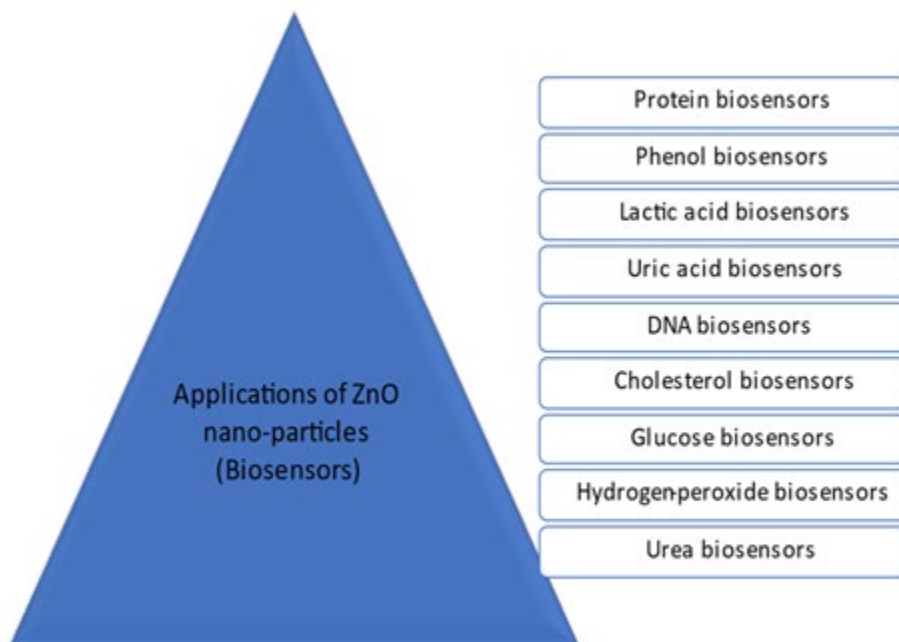 Protein biosensors
Phenol biosensors
Lactic acid biosensors
Uric acid biosensors
DNA biosensors
Cholesterol biosensors
Glucose biosensors
Hydrogen-peroxide biosensors
Urea biosensors
Applications of ZnO
nano-particles
(Biosensors)